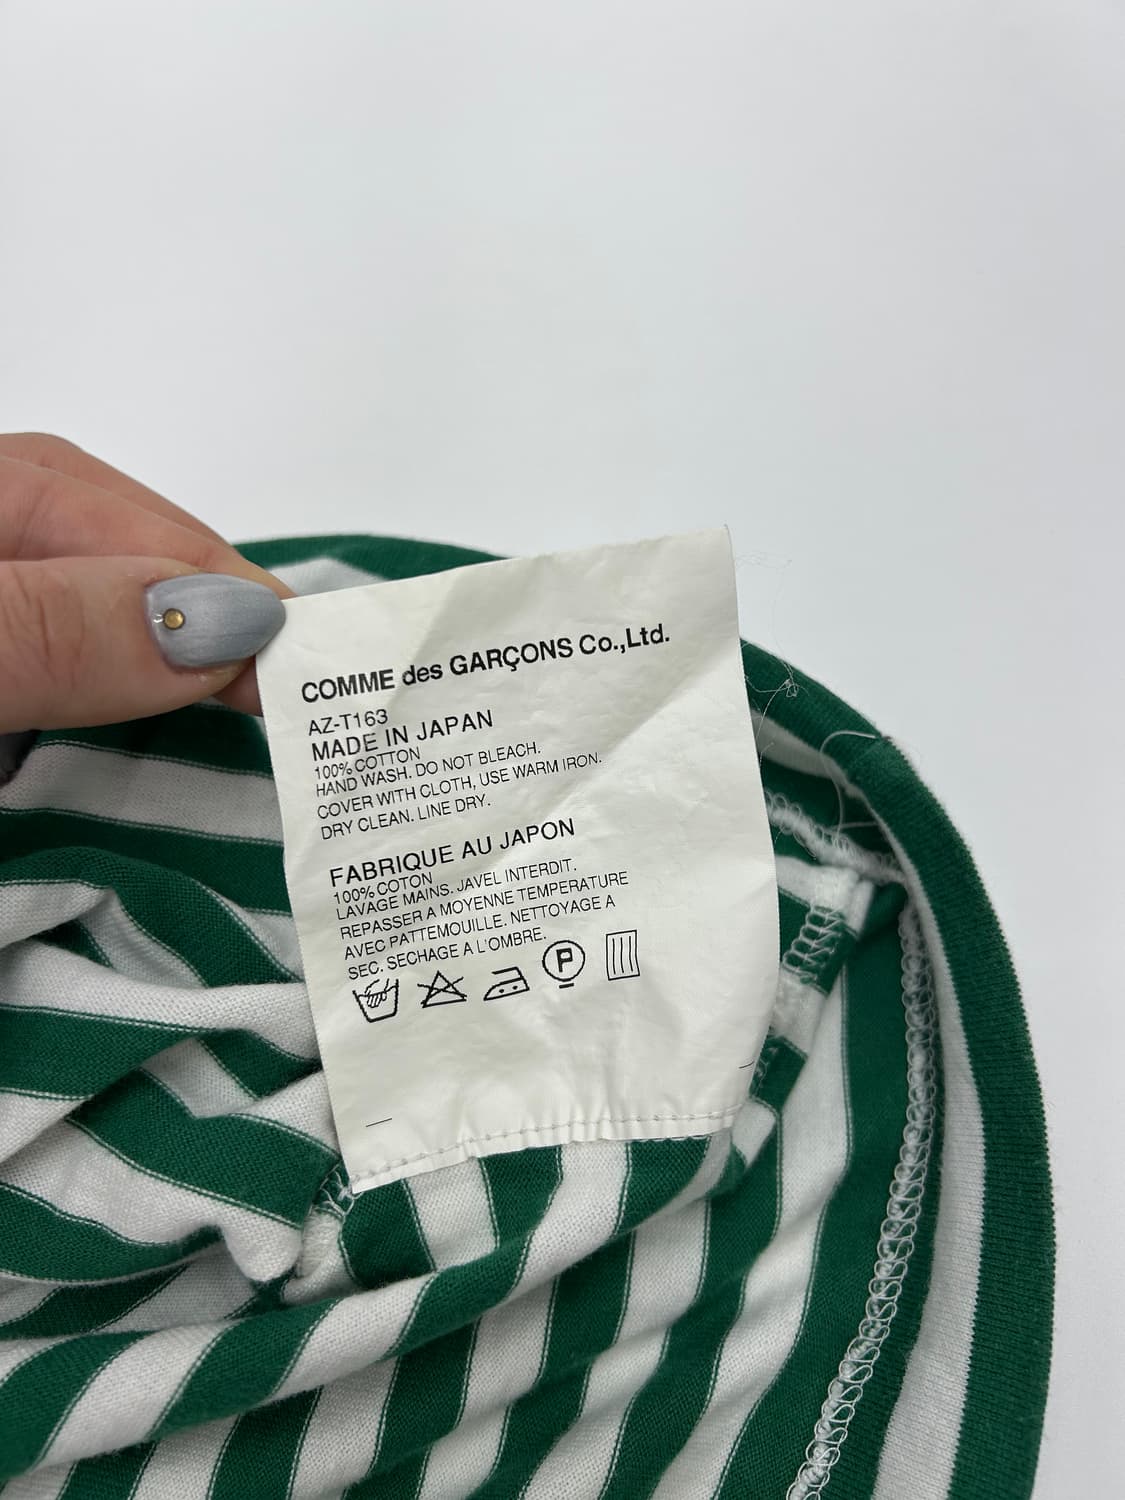 COMME des GARÇONS Co.,Ltd.
AZ-T163
MADE IN JAPAN
100% COTTON
HAND WASH. DO NOT BLEACH.
COVER WITH CLOTH, USE WARM IRON.
DRY CLEAN. LINE DRY.
FABRIQUE AU JAPON
100% COTON
LAVAGE MAINS. JAVEL INTERDIT.
REPASSER A MOYENNE TEMPERATURE
AVEC PATTEMOUILLE. NETTOYAGE A
SEC. SECHAGE A L'OMBRE.
P